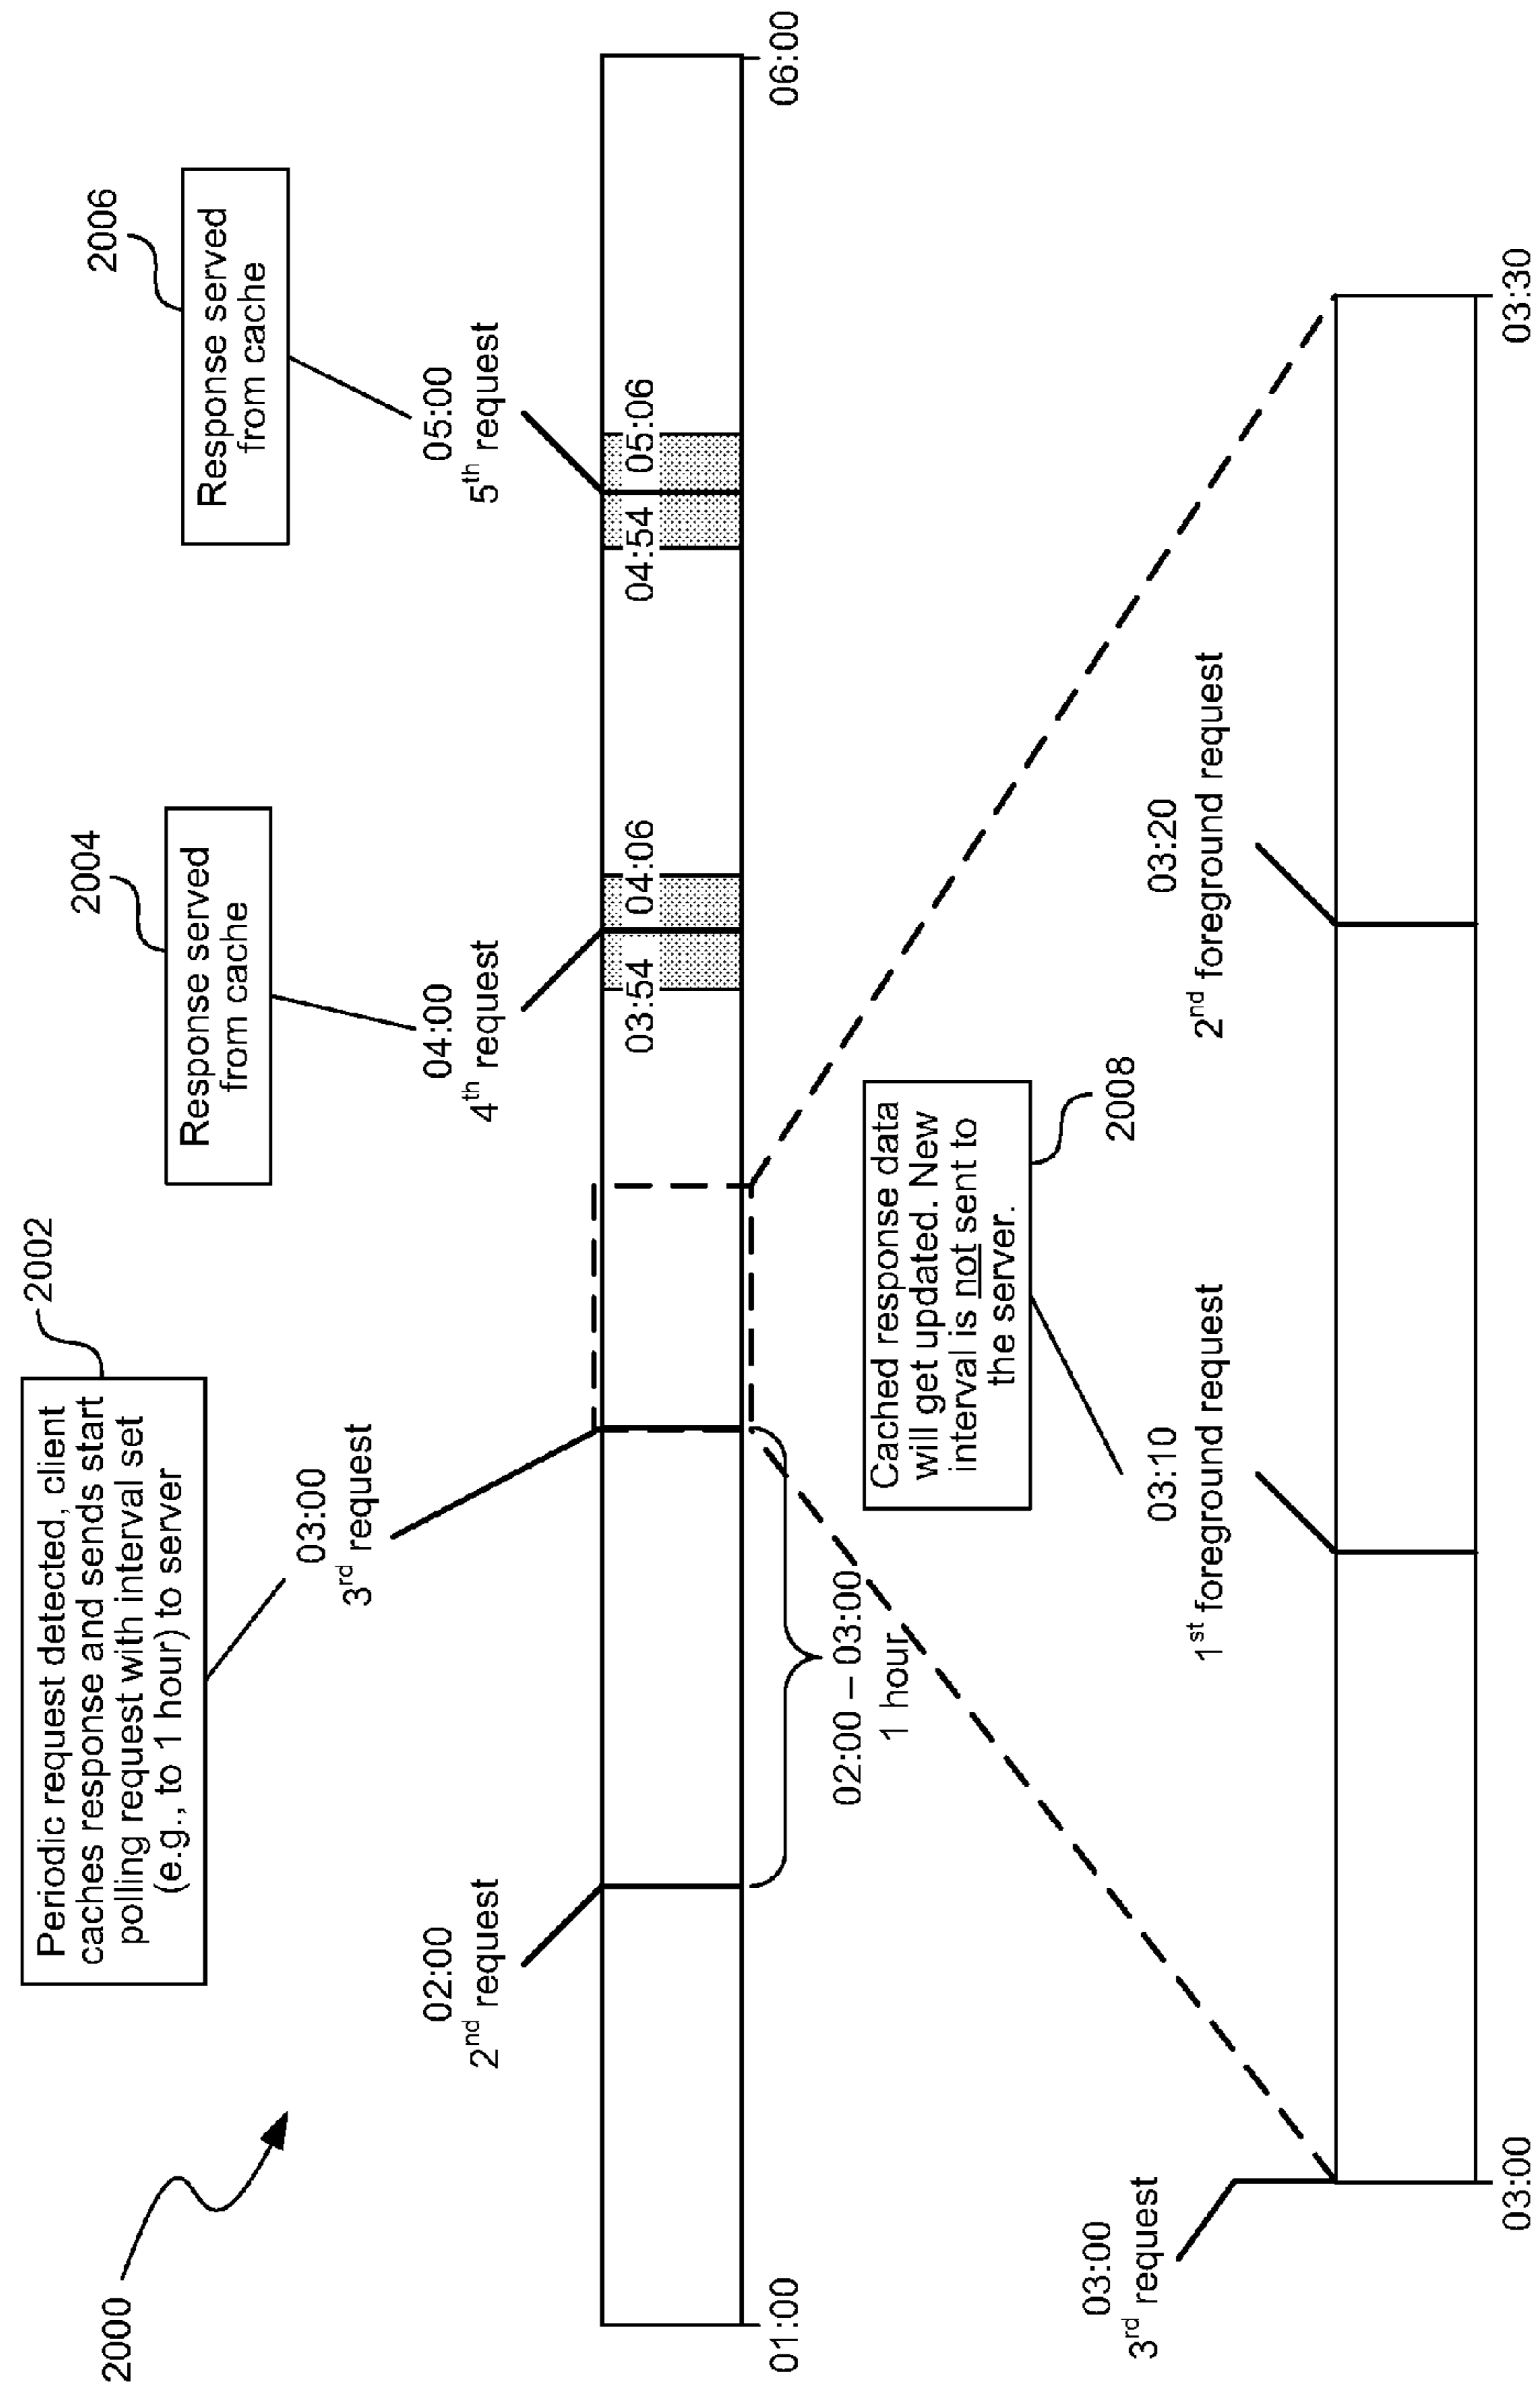 2000
2002
Periodic request detected, client
caches response and sends start
polling request with interval set
(e.g., to 1 hour) to server
2004
Response served
from cache
2006
Response served
from cache
02:00
2nd request
03:00
3rd request
04:00
4th request
05:00
5th request
03:54
04:06
04:54
05:06
01:00
06:00
02:00 – 03:00
1 hour
Cached response data
will get updated. New
interval is not sent to
the server.
2008
03:00
3rd request
03:10
1st foreground request
03:20
2nd foreground request
03:00
03:30